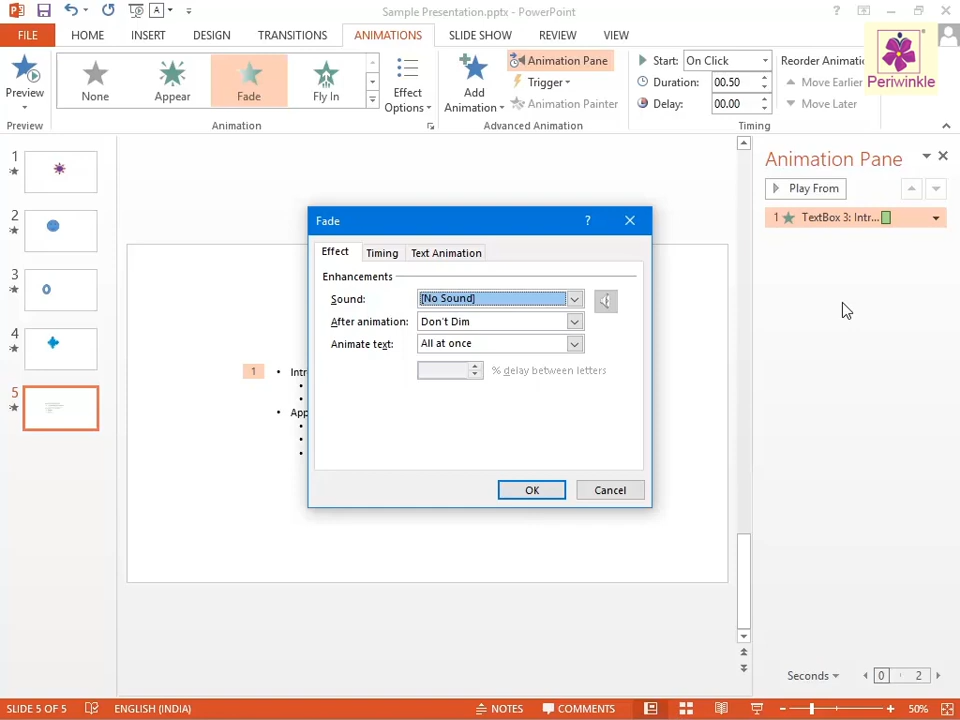 Sample Presentation.pptx - PowerPoint
FILE HOME INSERT DESIGN TRANSITIONS ANIMATIONS SLIDE SHOW REVIEW VIEW
Preview
None Appear Fade Fly In
Effect Options
Add Animation
Animation Pane
Trigger
Animation Painter
Start: On Click
Duration: 00.50
Delay: 00.00
Reorder Animatio
Move Earlier
Move Later
Periwinkle
Preview Animation Advanced Animation Timing
1
2
3
4
5
1
Intr
App
Fade
Effect Timing Text Animation
Enhancements
Sound: [No Sound]
After animation: Don't Dim
Animate text: All at once
% delay between letters
OK Cancel
Animation Pane
Play From
1 TextBox 3: Intr...
Seconds 0 2
SLIDE 5 OF 5 ENGLISH (INDIA) NOTES COMMENTS 50%